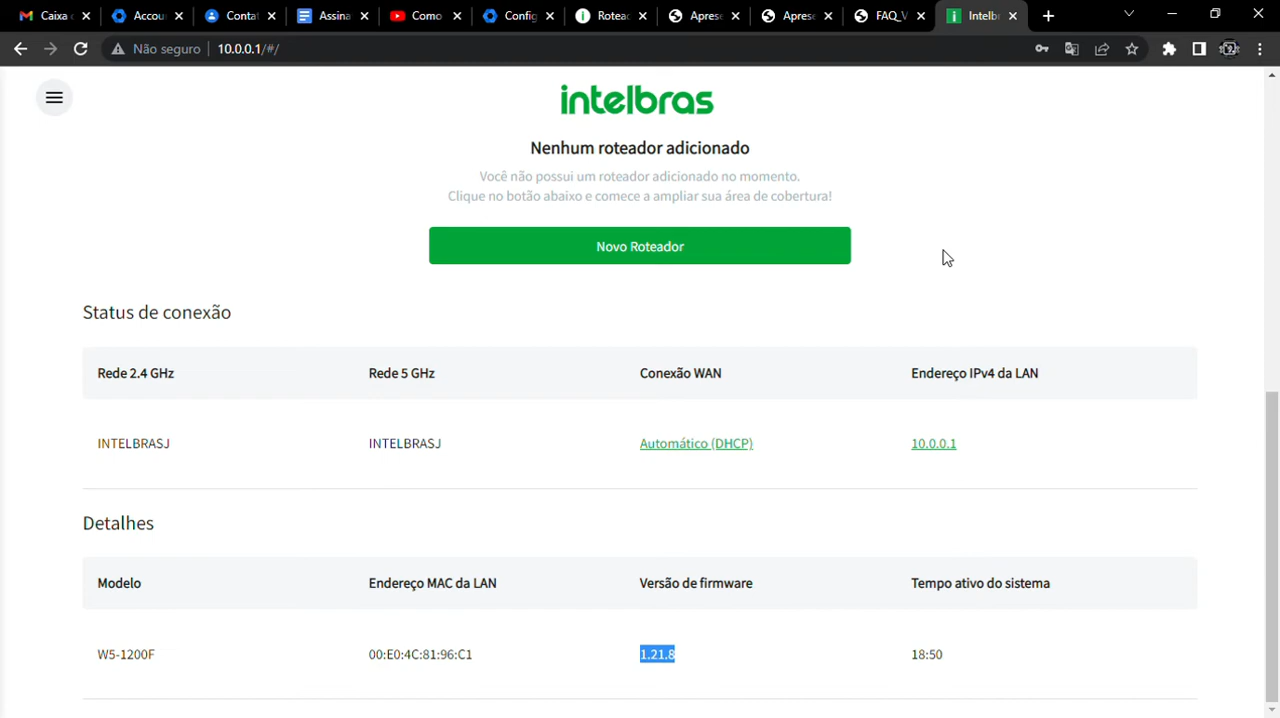 Caixa
Accou
Conta
Assina
Como
Config
Rotead
Aprese
Aprese
FAQ_V
Intelbr
Não seguro
10.0.0.1/#/
intelbras
Nenhum roteador adicionado
Você não possui um roteador adicionado no momento.
Clique no botão abaixo e comece a ampliar sua área de cobertura!
Novo Roteador
Status de conexão
Rede 2.4 GHz
Rede 5 GHz
Conexão WAN
Endereço IPv4 da LAN
INTELBRASJ
INTELBRASJ
Automático (DHCP)
10.0.0.1
Detalhes
Modelo
Endereço MAC da LAN
Versão de firmware
Tempo ativo do sistema
W5-1200F
00:E0:4C:81:96:C1
1.21.8
18:50